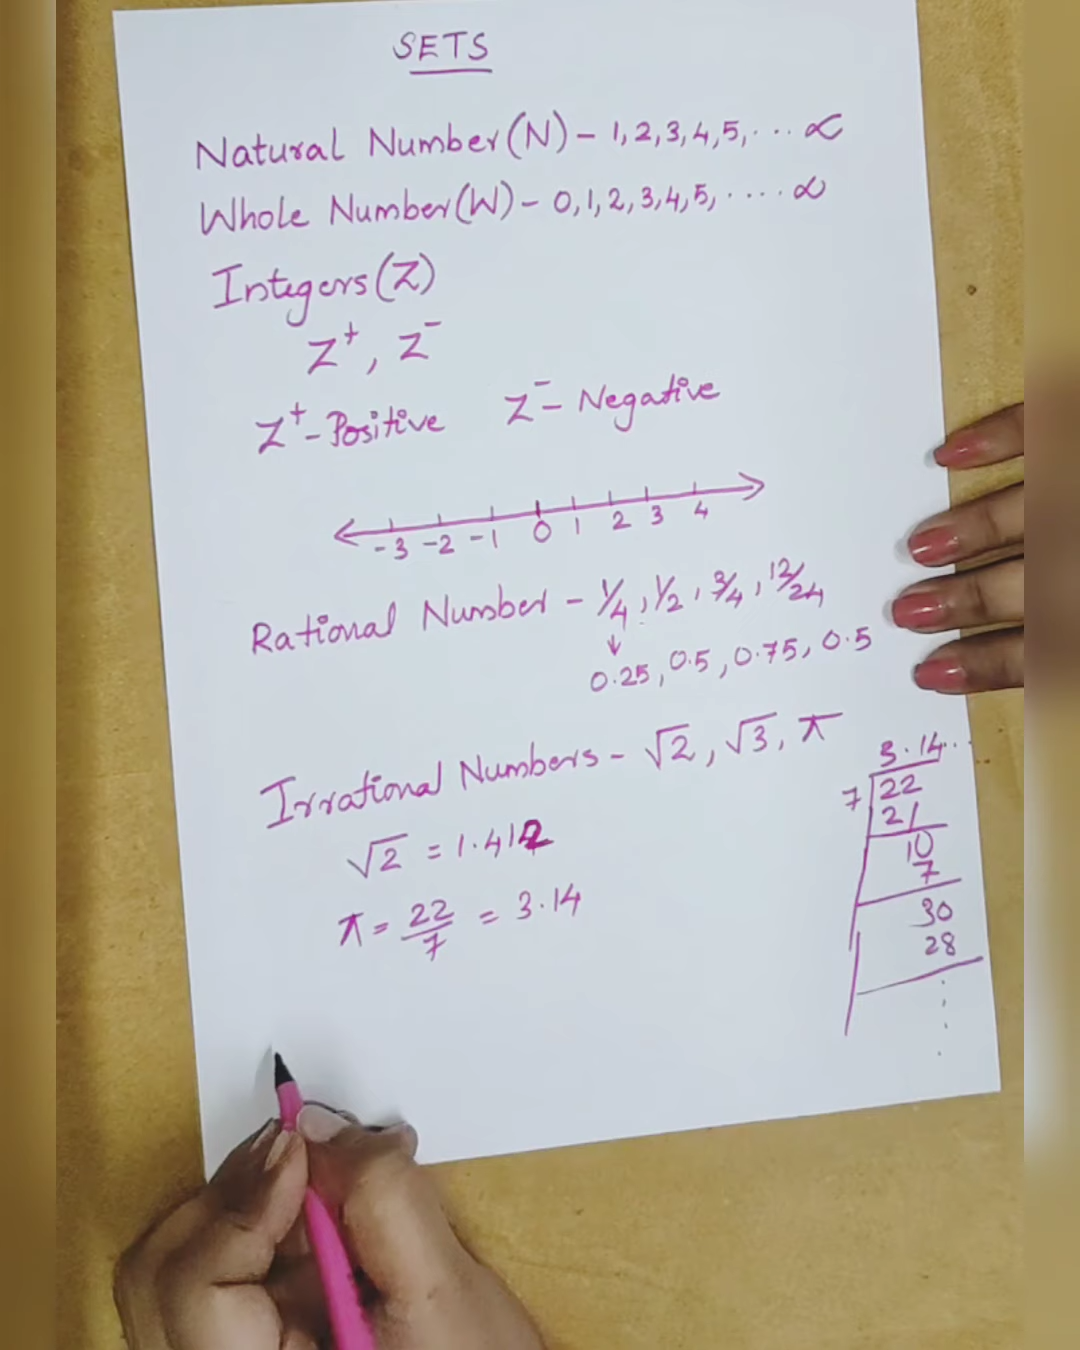 SETS
Natural Number (N) - 1, 2, 3, 4, 5, ... ∝
Whole Number (W) - 0, 1, 2, 3, 4, 5, .... ∞
Integers (Z)
Z⁺, Z⁻
Z⁺ - Positive Z⁻ - Negative
-3 -2 -1 0 1 2 3 4
Rational Number - 1/4, 1/2, 3/4, 12/24
↓
0.25, 0.5, 0.75, 0.5
Irrational Numbers - √2, √3, π
√2 = 1.412
π = 22/7 = 3.14
3.14...
7 22
21
10
7
30
28